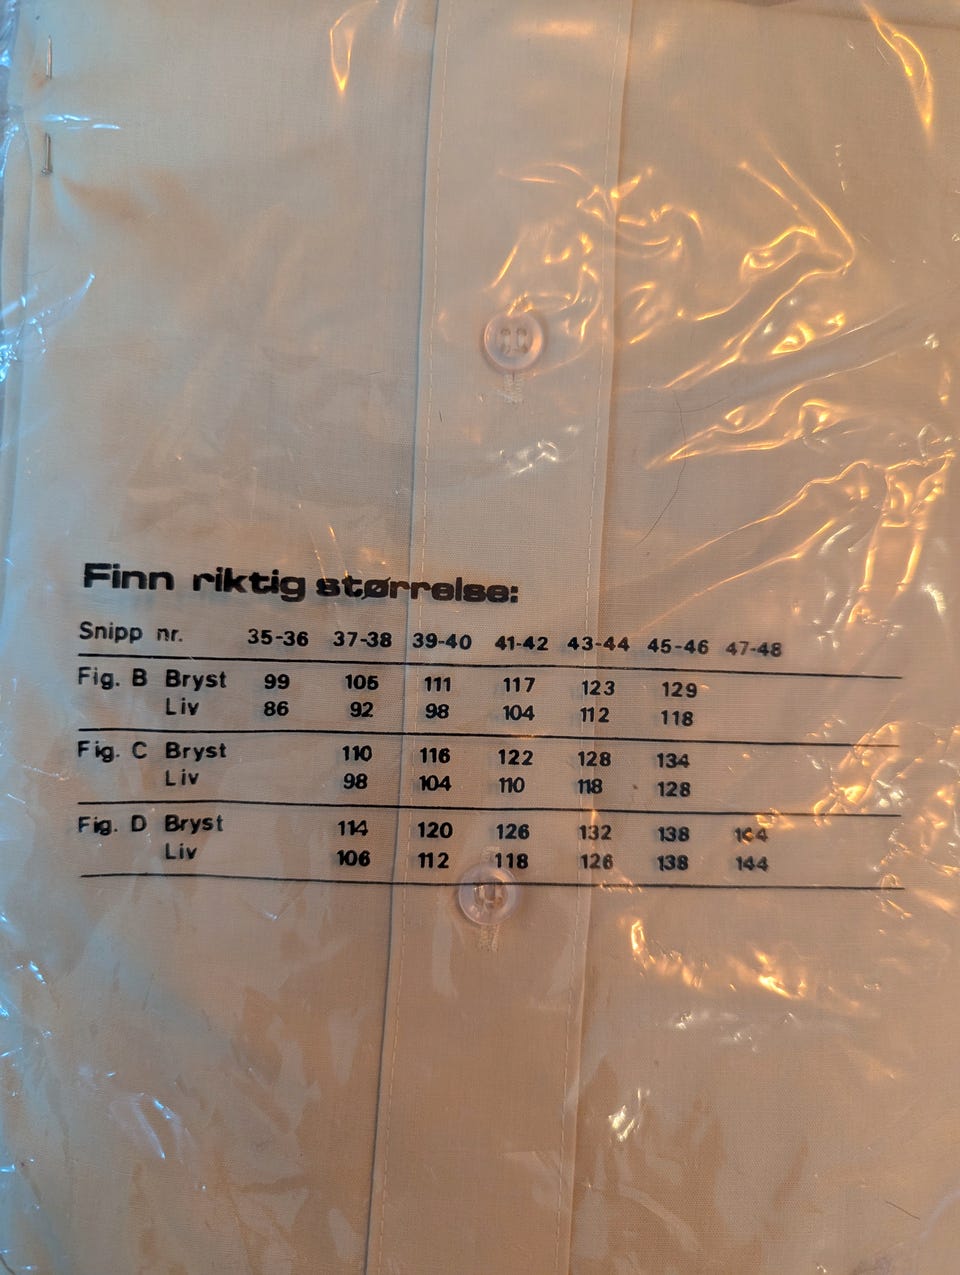 Finn riktig størrelse:
Snipp nr. 35-36 37-38 39-40 41-42 43-44 45-46 47-48
Fig. B Bryst 99 105 111 117 123 129
Liv 86 92 98 104 112 118
Fig. C Bryst 110 116 122 128 134
Liv 98 104 110 118 128
Fig. D Bryst 114 120 126 132 138
Liv 106 112 118 126 138 144